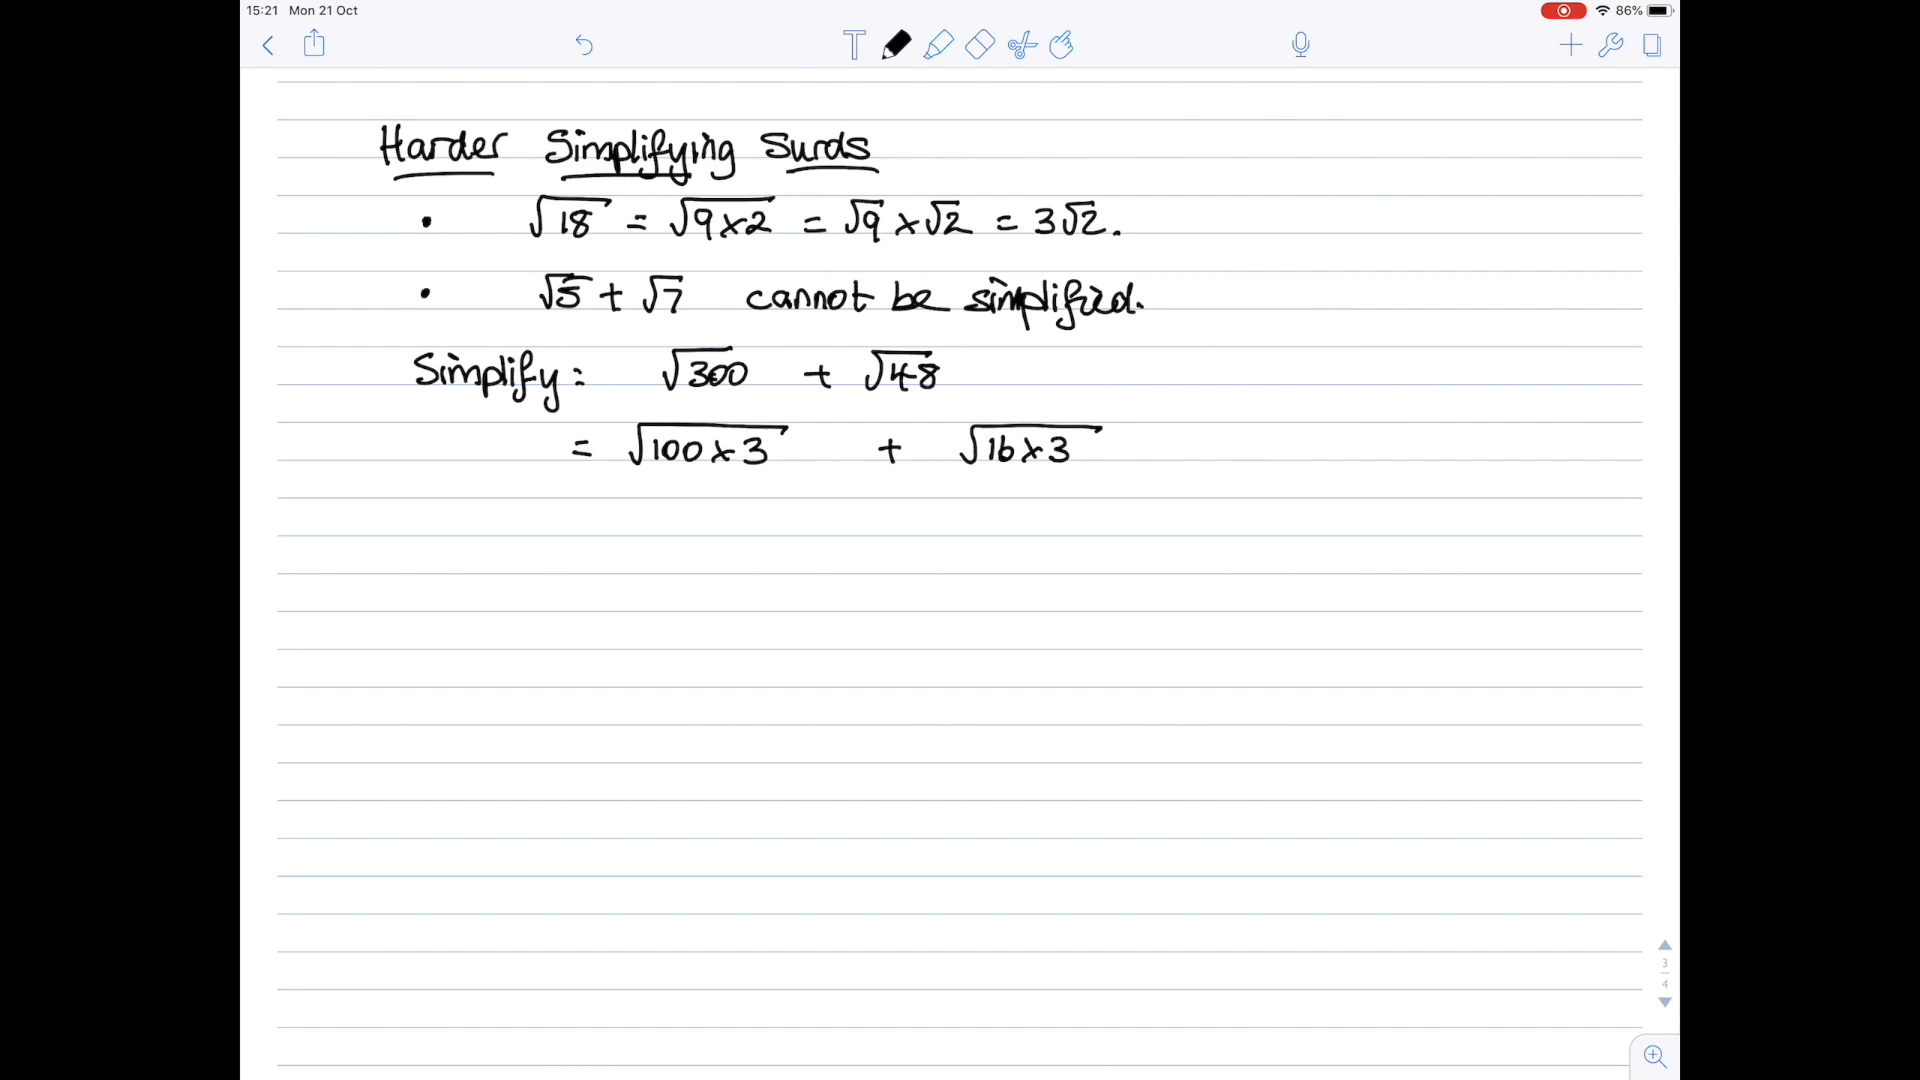 15:21 Mon 21 Oct 86%
T
Harder Simplifying Surds
• √18 = √9×2 = √9 ×√2 = 3√2.
• √5 + √7 cannot be simplified.
Simplify: √300 + √48
= √100×3 + √16×3
3
4